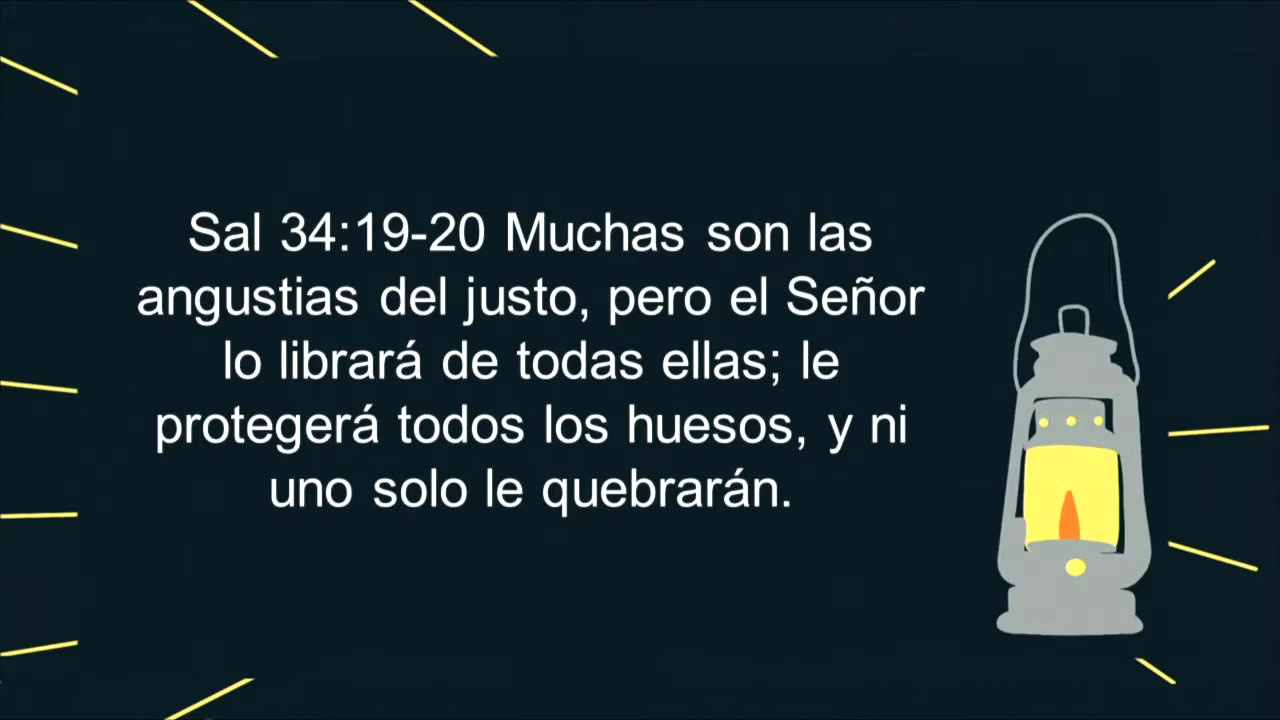 Sal 34:19-20 Muchas son las
angustias del justo, pero el Señor
lo librará de todas ellas; le
protegerá todos los huesos, y ni
uno solo le quebrarán.